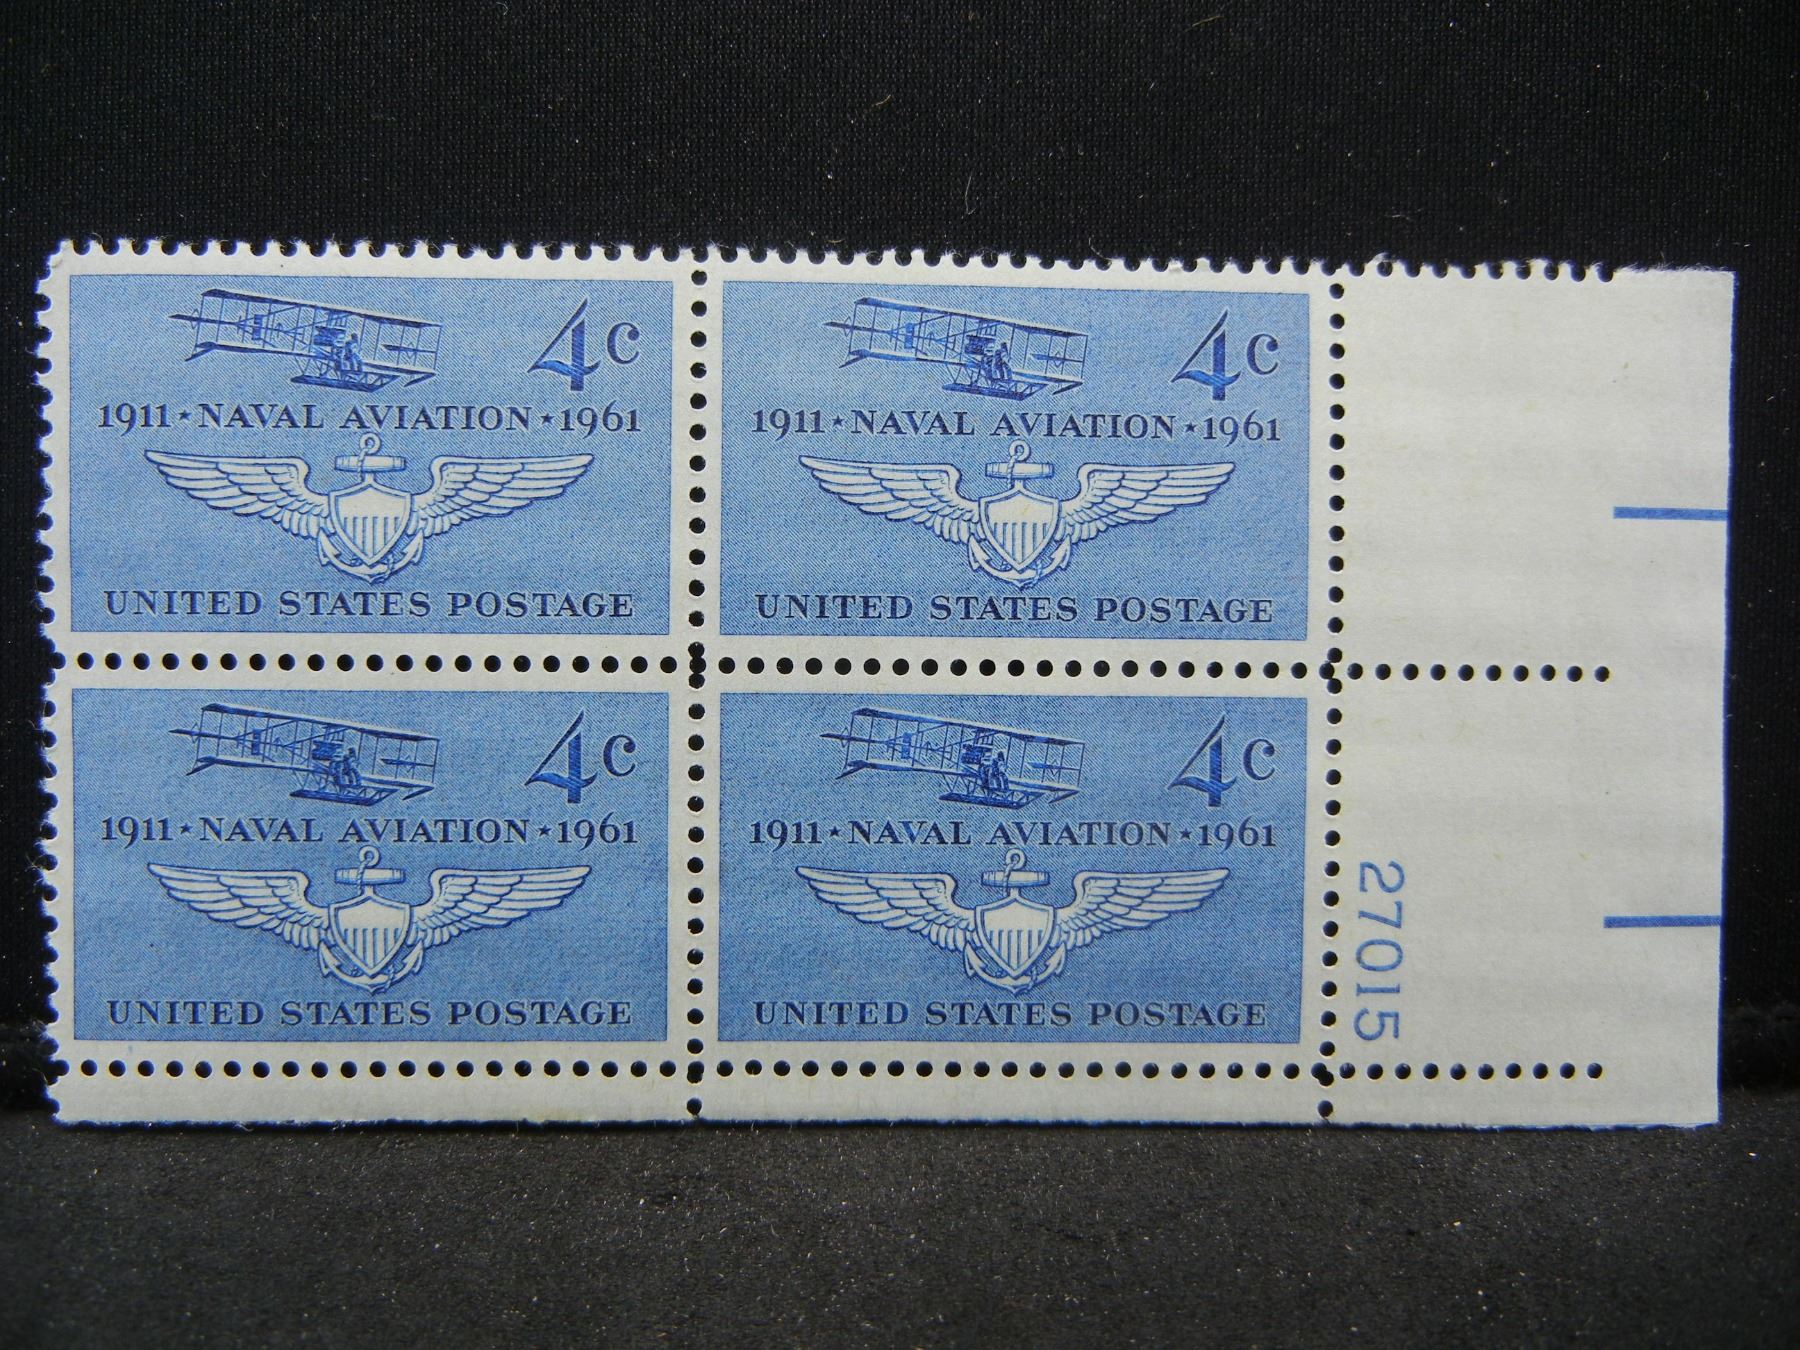 4c
1911★NAVAL AVIATION★1961
UNITED STATES POSTAGE
4c
1911★NAVAL AVIATION★1961
UNITED STATES POSTAGE
4c
1911★NAVAL AVIATION★1961
UNITED STATES POSTAGE
4c
1911★NAVAL AVIATION★1961
UNITED STATES POSTAGE
27015